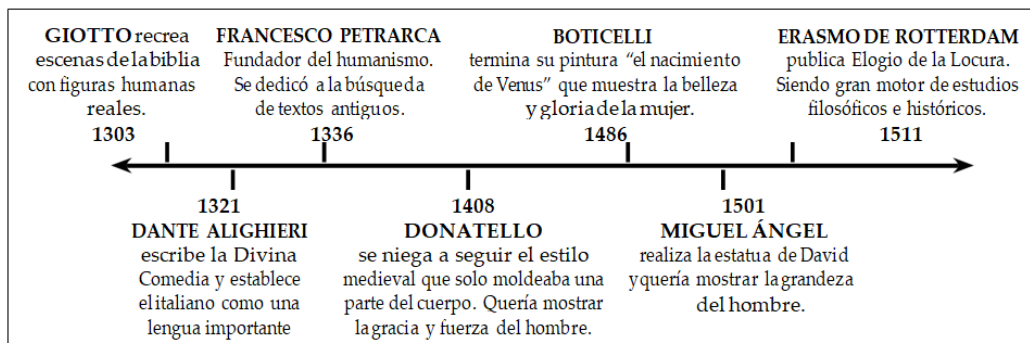 GIOTTO recrea
escenas de la biblia
con figuras humanas
reales.
1303
FRANCESCO PETRARCA
Fundador del humanismo.
Se dedicó a la búsqueda
de textos antiguos.
1336
BOTICELLI
termina su pintura “el nacimiento
de Venus” que muestra la belleza
y gloria de la mujer.
1486
ERASMO DE ROTTERDAM
publica Elogio de la Locura.
Siendo gran motor de estudios
filosóficos e históricos.
1511
1321
DANTE ALIGHIERI
escribe la Divina
Comedia y establece
el italiano como una
lengua importante
1408
DONATELLO
se niega a seguir el estilo
medieval que solo moldeaba una
parte del cuerpo. Quería mostrar
la gracia y fuerza del hombre.
1501
MIGUEL ÁNGEL
realiza la estatua de David
y quería mostrar la grandeza
del hombre.